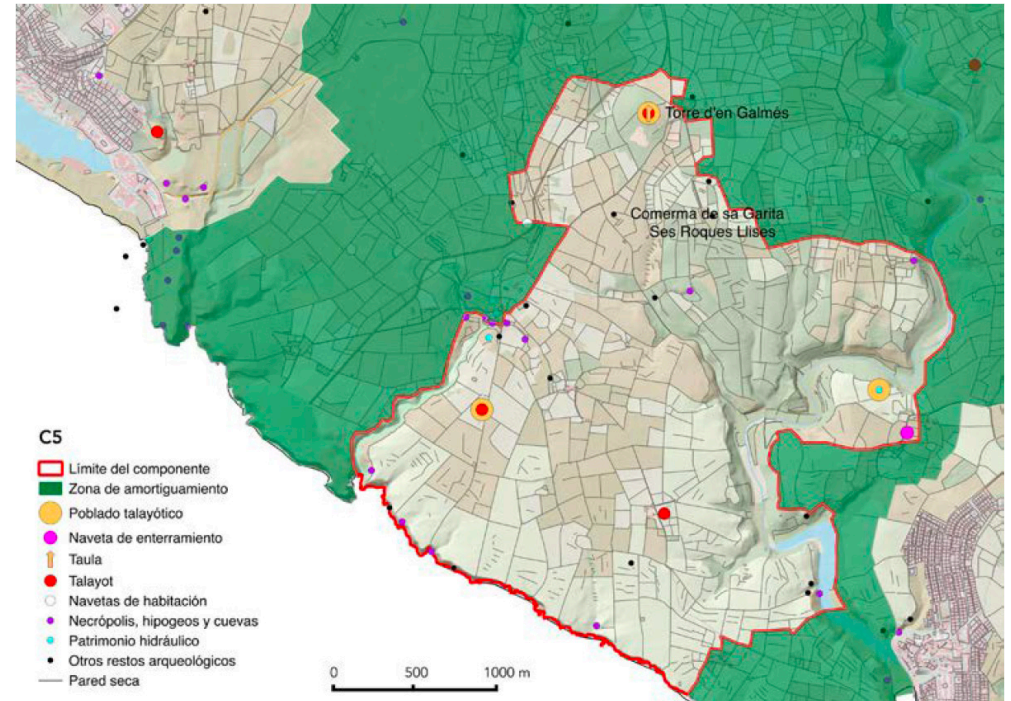 Torre d'en Galmés
Comerma de sa Garita
Ses Roques Llises
C5
Límite del componente
Zona de amortiguamiento
Poblado talayótico
Naveta de enterramiento
Taula
Talayot
Navetas de habitación
Necrópolis, hipogeos y cuevas
Patrimonio hidráulico
Otros restos arqueológicos
Pared seca
0 500 1000 m